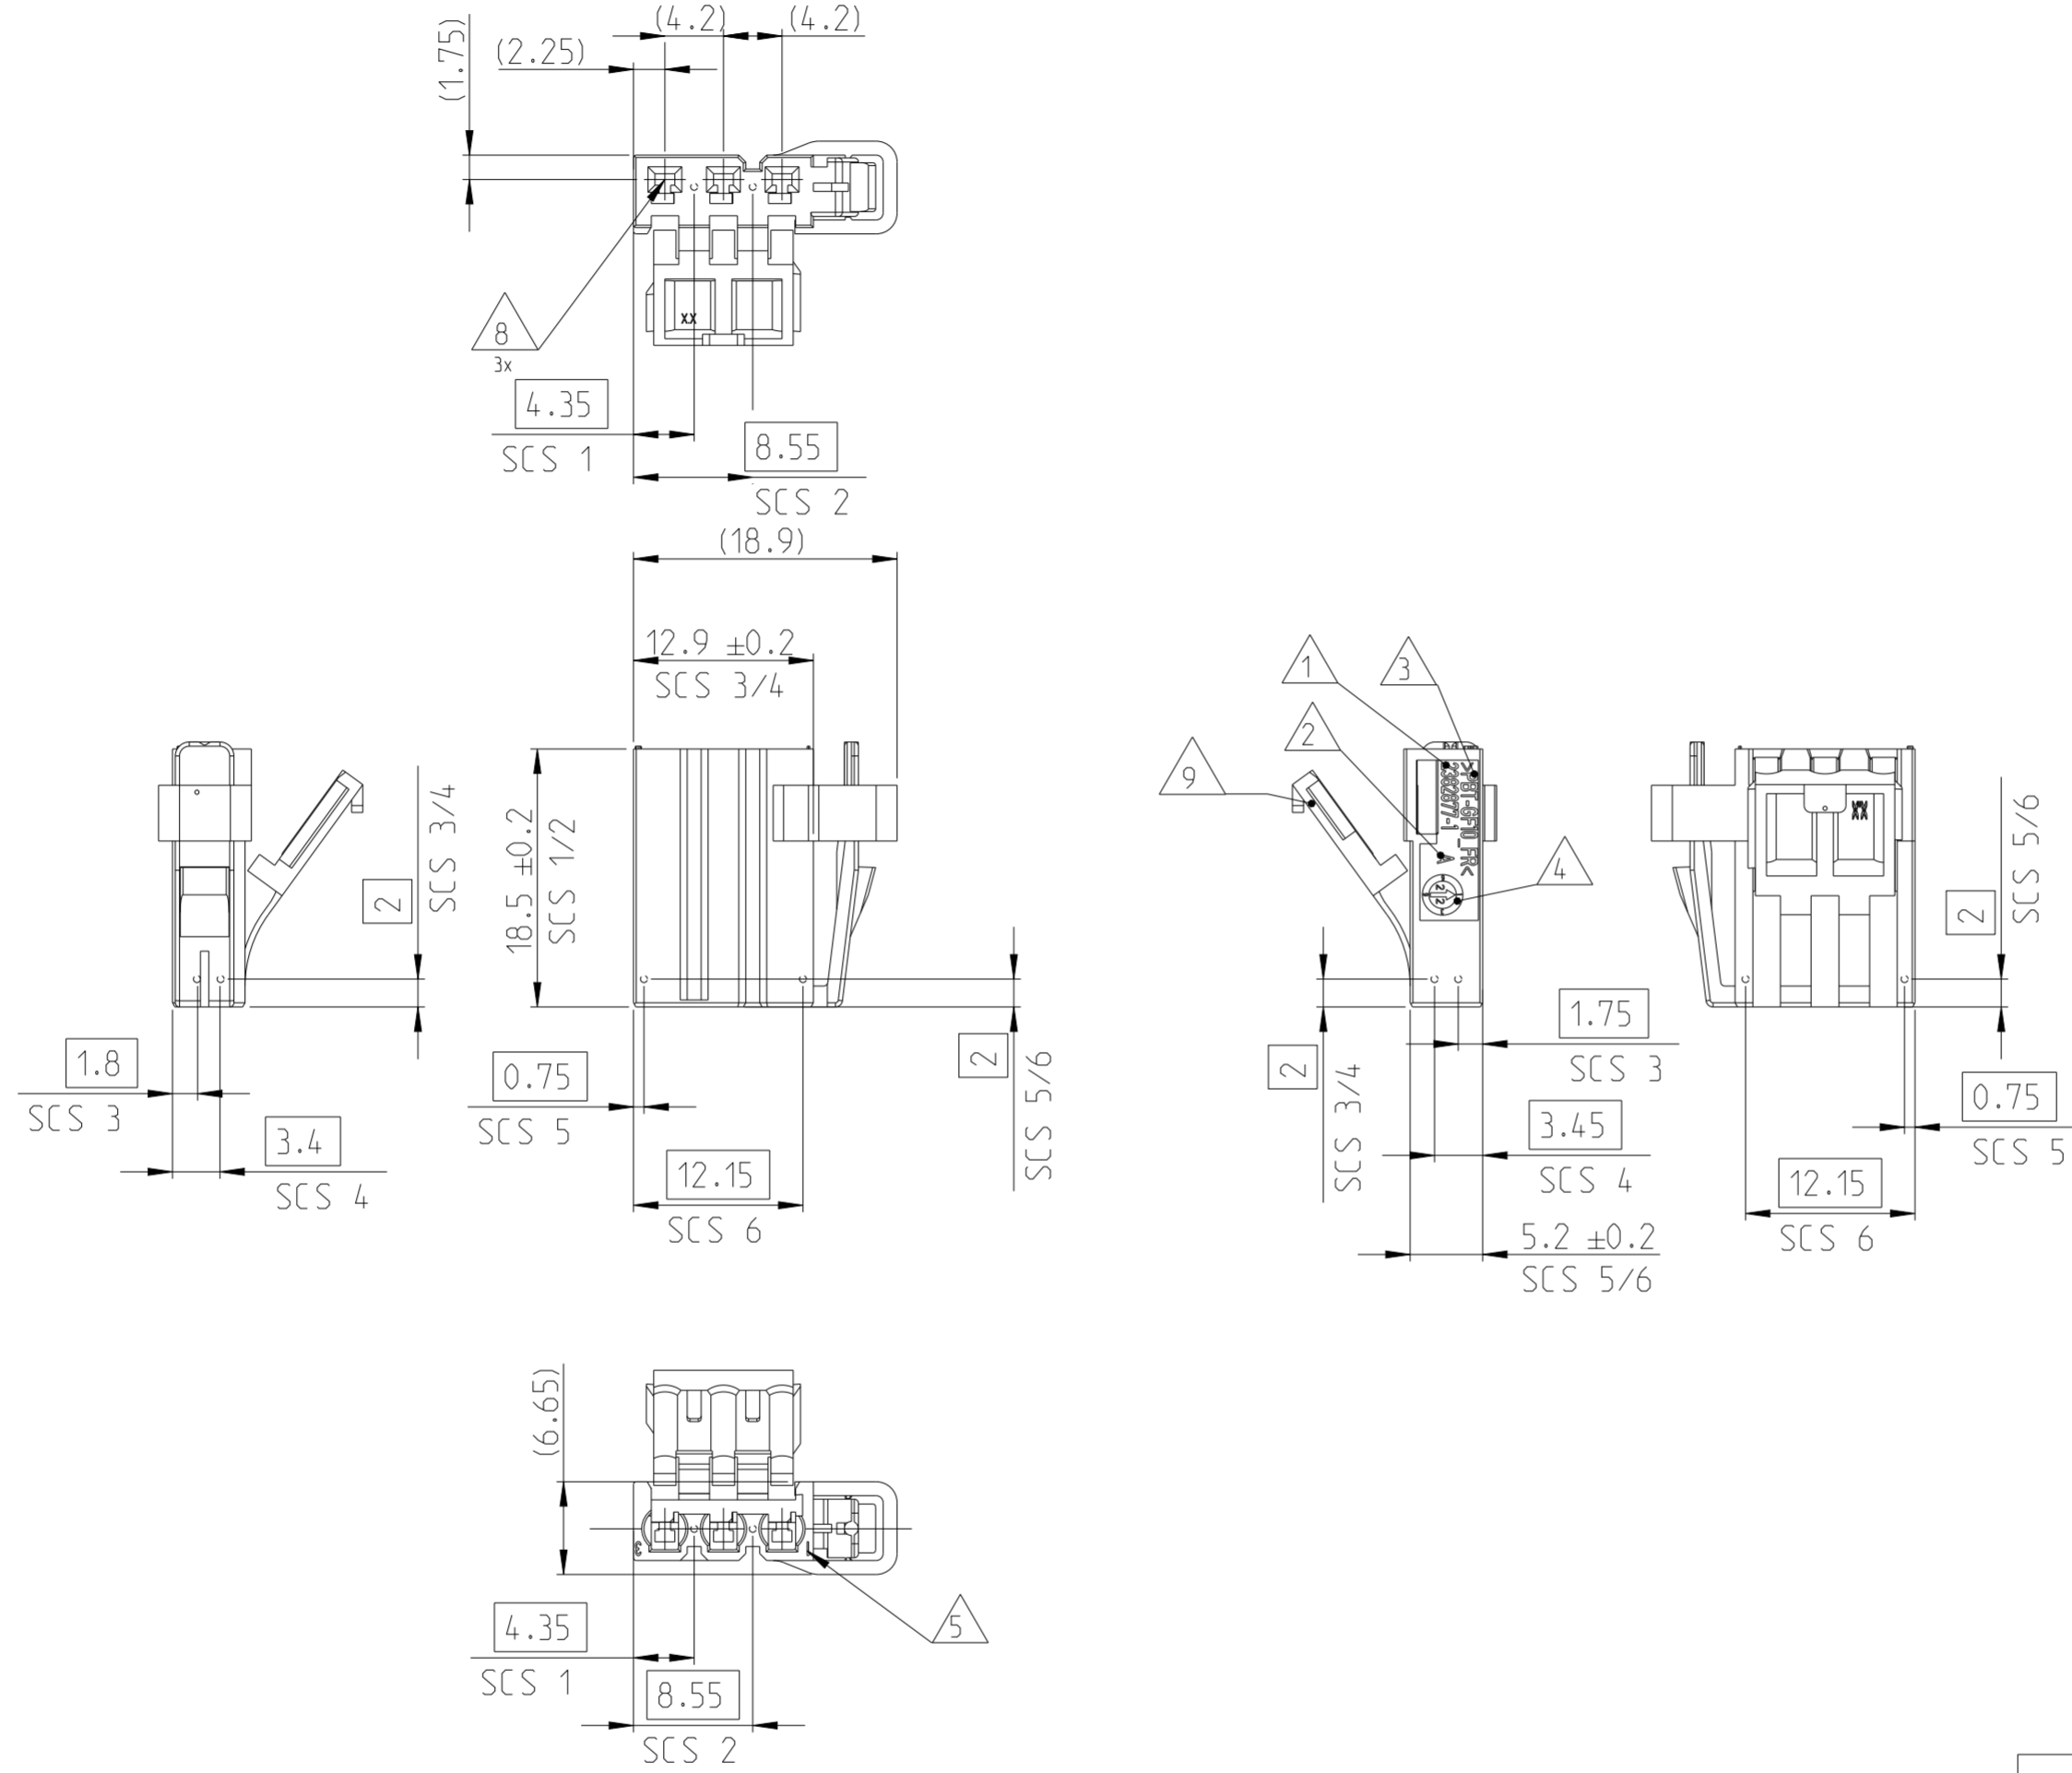 (4.2)
(4.2)
(2.25)
(1.75)
XX
8
3x
4.35
SCS 1
8.55
SCS 2
(18.9)
12.9 ±0.2
SCS 3/4
18.5 ±0.2
SCS 1/2
2
SCS 3/4
1.8
SCS 3
3.4
SCS 4
0.75
SCS 5
12.15
SCS 6
2
SCS 5/6
1
3
2
9
4
>PBT-GF10_FR<
2382877-1
A
2
SCS 3/4
1.75
SCS 3
3.45
SCS 4
5.2 ±0.2
SCS 5/6
XX
2
SCS 5/6
0.75
SCS 5
12.15
SCS 6
(6.65)
3
1
5
4.35
SCS 1
8.55
SCS 2